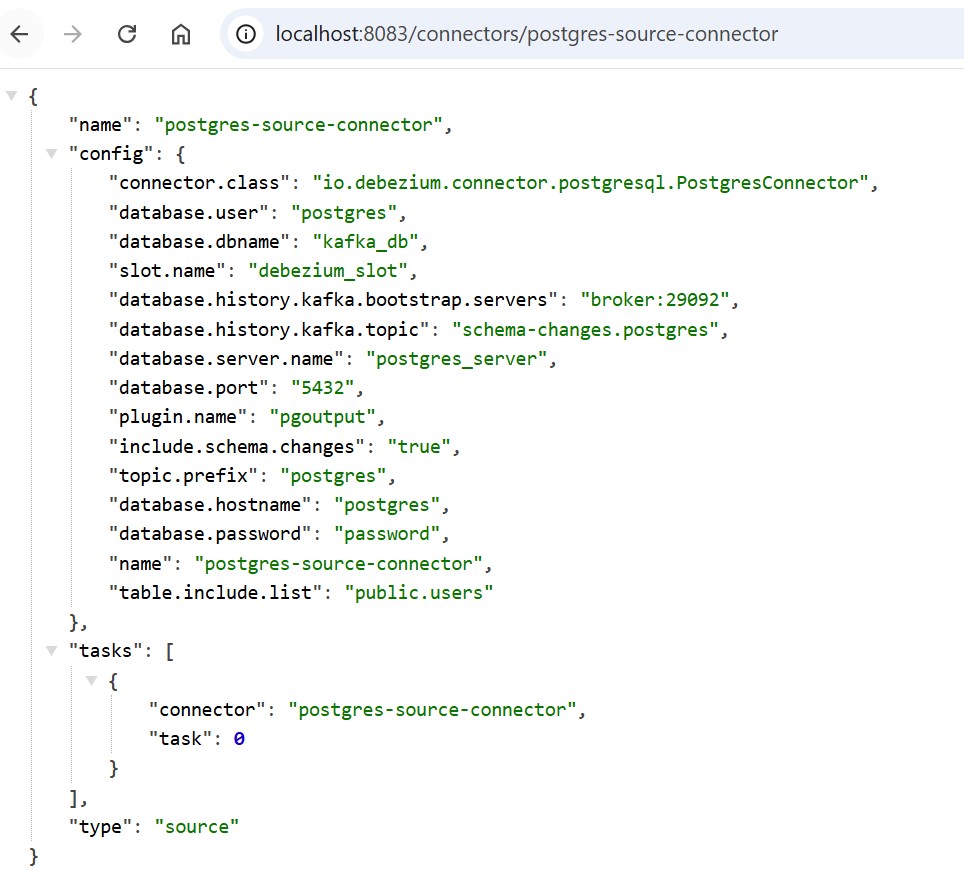 localhost:8083/connectors/postgres-source-connector
{
"name": "postgres-source-connector",
"config": {
"connector.class": "io.debezium.connector.postgresql.PostgresConnector",
"database.user": "postgres",
"database.dbname": "kafka_db",
"slot.name": "debezium_slot",
"database.history.kafka.bootstrap.servers": "broker:29092",
"database.history.kafka.topic": "schema-changes.postgres",
"database.server.name": "postgres_server",
"database.port": "5432",
"plugin.name": "pgoutput",
"include.schema.changes": "true",
"topic.prefix": "postgres",
"database.hostname": "postgres",
"database.password": "password",
"name": "postgres-source-connector",
"table.include.list": "public.users"
},
"tasks": [
{
"connector": "postgres-source-connector",
"task": 0
}
],
"type": "source"
}